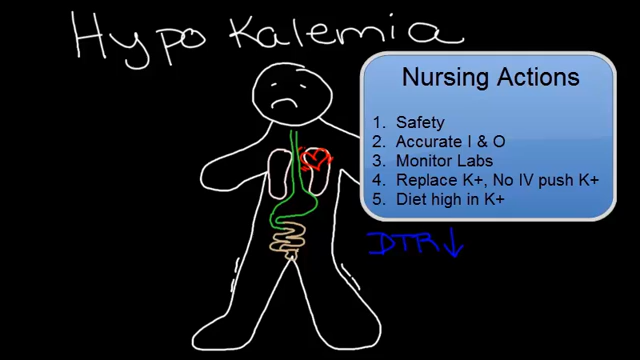 Hypo Kalemia
Nursing Actions
1. Safety
2. Accurate I & O
3. Monitor Labs
4. Replace K+, No IV push K+
5. Diet high in K+
DTR ↓